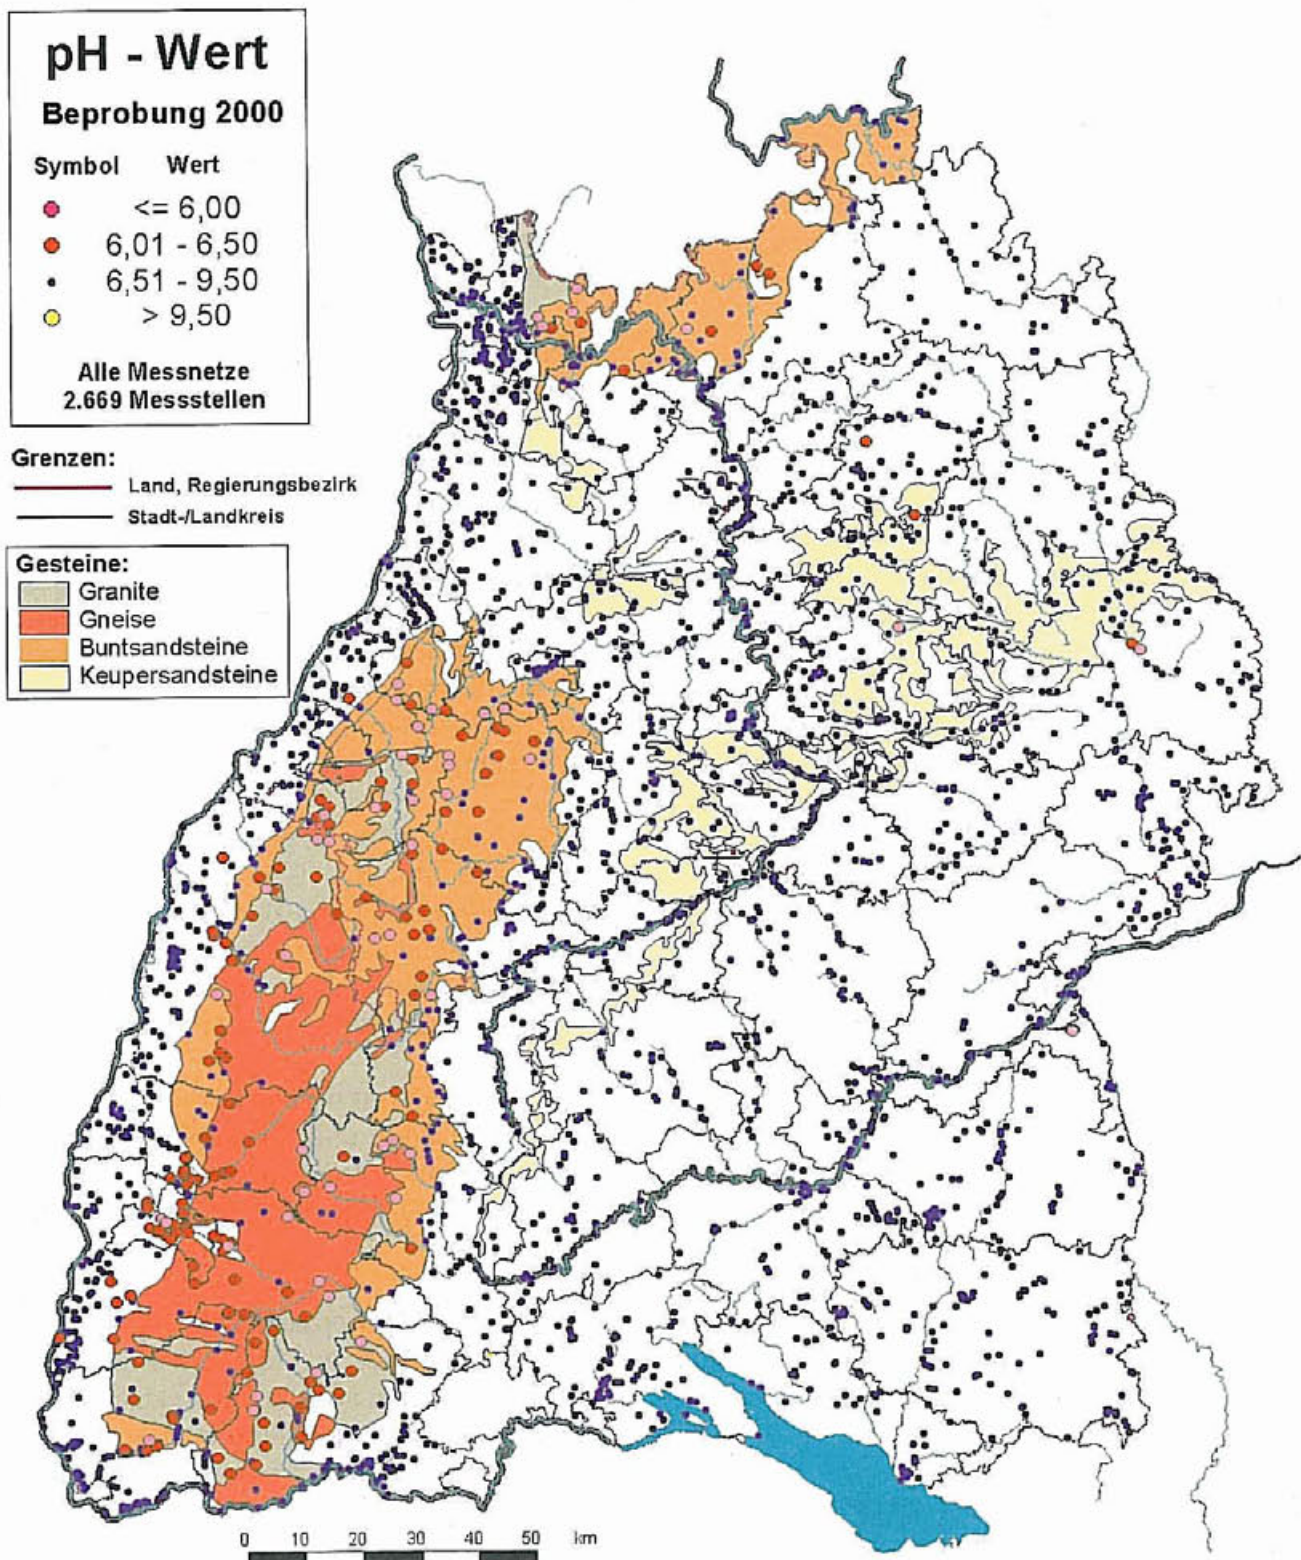 pH - Wert
Beprobung 2000
Symbol Wert
<= 6,00
6,01 - 6,50
6,51 - 9,50
> 9,50
Alle Messnetze
2.669 Messstellen
Grenzen:
Land, Regierungsbezirk
Stadt-/Landkreis
Gesteine:
Granite
Gneise
Buntsandsteine
Keupersandsteine
0 10 20 30 40 50 km